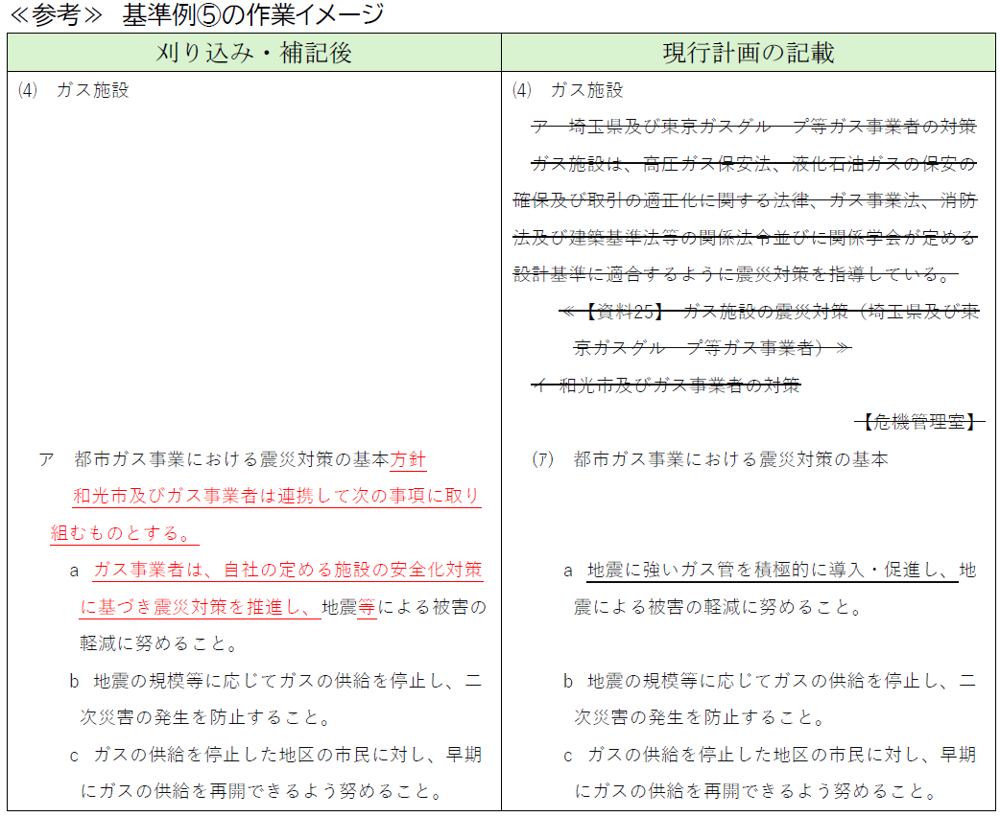 ≪参考≫　基準例⑤の作業イメージ
刈り込み・補記後
⑷　ガス施設
ア　都市ガス事業における震災対策の基本方針
和光市及びガス事業者は連携して次の事項に取り
組むものとする。
a　ガス事業者は、自社の定める施設の安全化対策
に基づき震災対策を推進し、地震等による被害の
軽減に努めること。
b　地震の規模等に応じてガスの供給を停止し、二
次災害の発生を防止すること。
c　ガスの供給を停止した地区の市民に対し、早期
にガスの供給を再開できるよう努めること。
現行計画の記載
⑷　ガス施設
ア　埼玉県及び東京ガスグループ等ガス事業者の対策
ガス施設は、高圧ガス保安法、液化石油ガスの保安の
確保及び取引の適正化に関する法律、ガス事業法、消防
法及び建築基準法等の関係法令並びに関係学会が定める
設計基準に適合するように震災対策を指導している。
≪【資料25】　ガス施設の震災対策（埼玉県及び東
京ガスグループ等ガス事業者）≫
イ　和光市及びガス事業者の対策
【危機管理室】
(ｱ)　都市ガス事業における震災対策の基本
a　地震に強いガス管を積極的に導入・促進し、地
震による被害の軽減に努めること。
b　地震の規模等に応じてガスの供給を停止し、二
次災害の発生を防止すること。
c　ガスの供給を停止した地区の市民に対し、早期
にガスの供給を再開できるよう努めること。